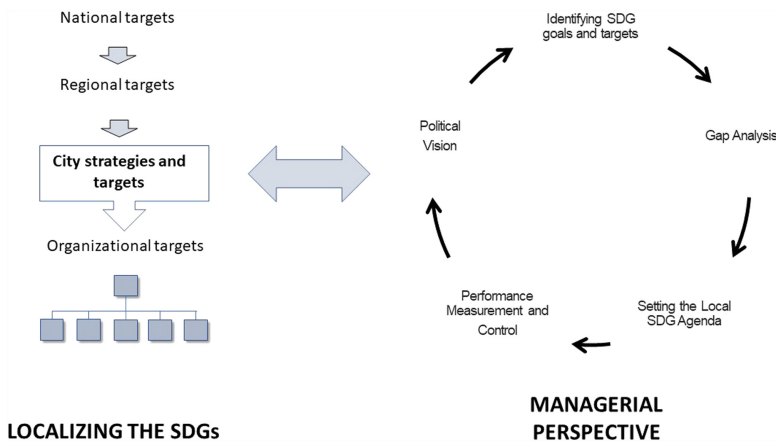 National targets
Regional targets
City strategies and
targets
Organizational targets
LOCALIZING THE SDGs
Identifying SDG
goals and targets
Gap Analysis
Setting the Local
SDG Agenda
Performance
Measurement and
Control
Political
Vision
MANAGERIAL
PERSPECTIVE